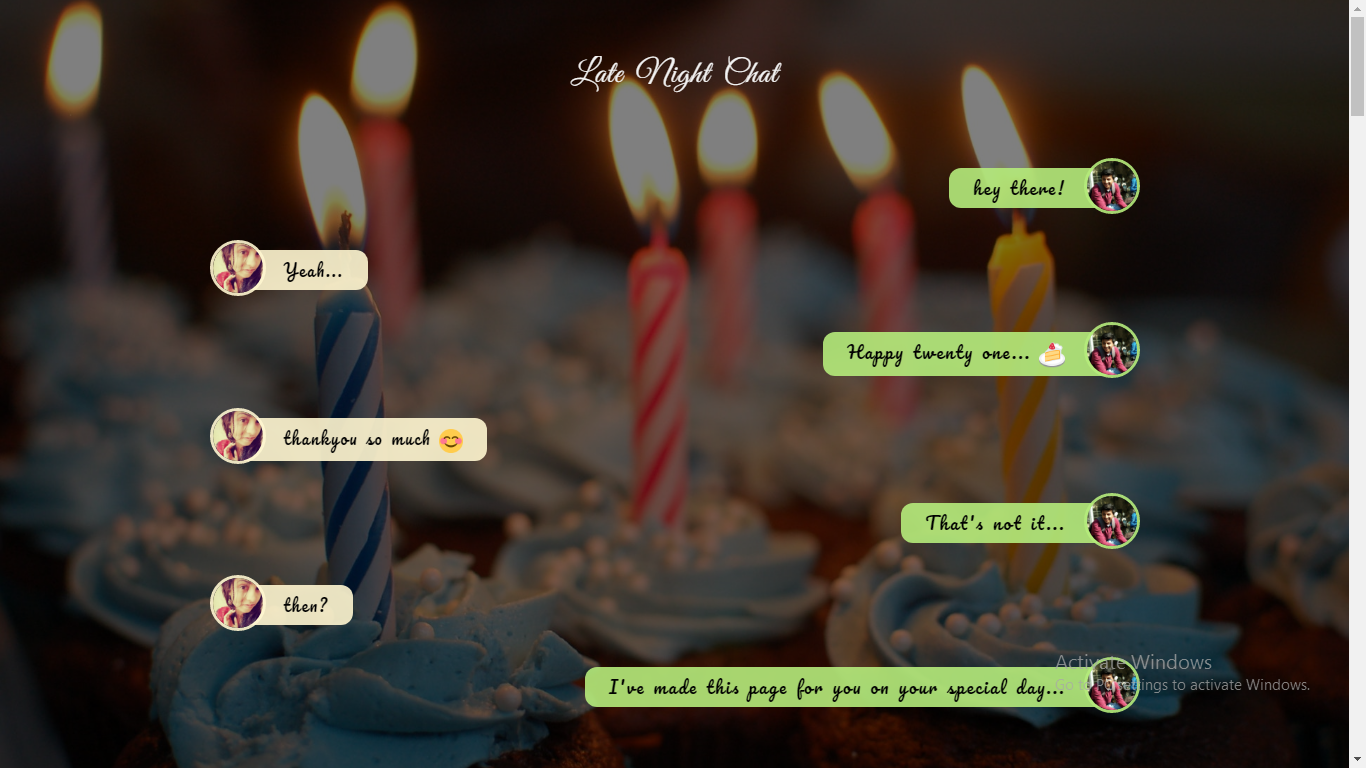 Late Night Chat
hey there!
Yeah...
Happy twenty one... 🍰
thankyou so much 😊
That's not it...
then?
I've made this page for you on your special day...
Activate Windows
Go to PC settings to activate Windows.